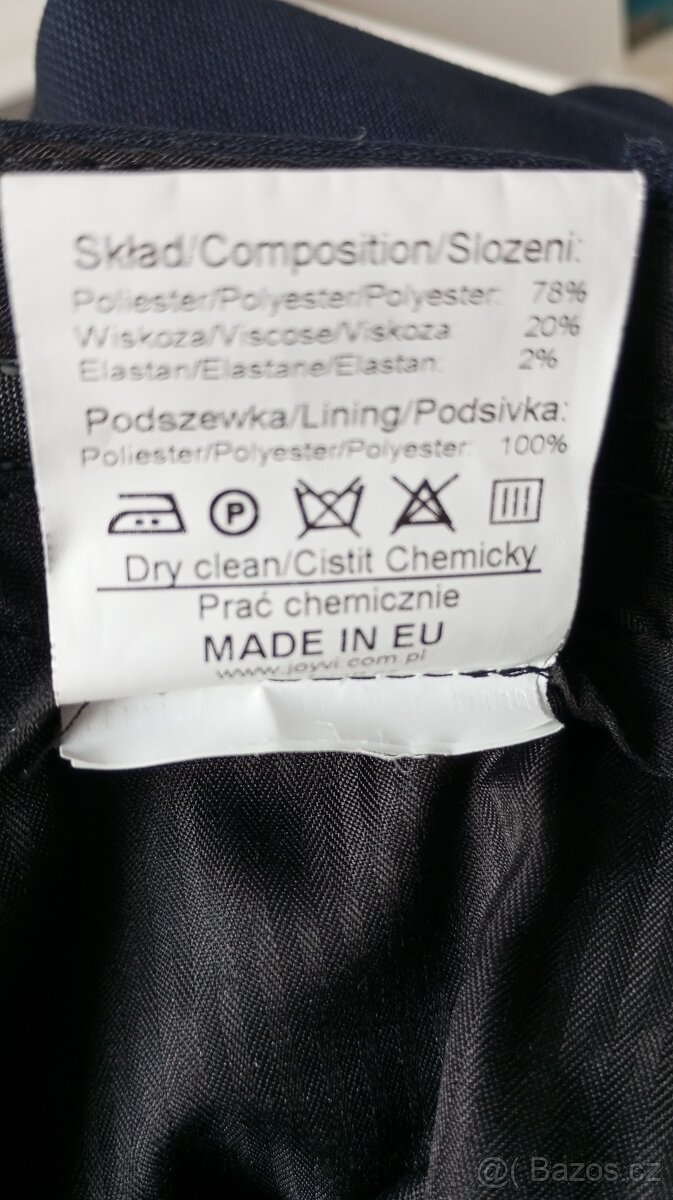 Skład/Composition/Slozeni:
Poliester/Polyester/Polyester: 78%
Wiskoza/Viscose/Viskoza: 20%
Elastan/Elastane/Elastan: 2%
Podszewka/Lining/Podsivka:
Poliester/Polyester/Polyester: 100%
P
Dry clean/Cistit Chemicky
Prać chemicznie
MADE IN EU
www.joyvi.com.pl
@( Bazos.cz